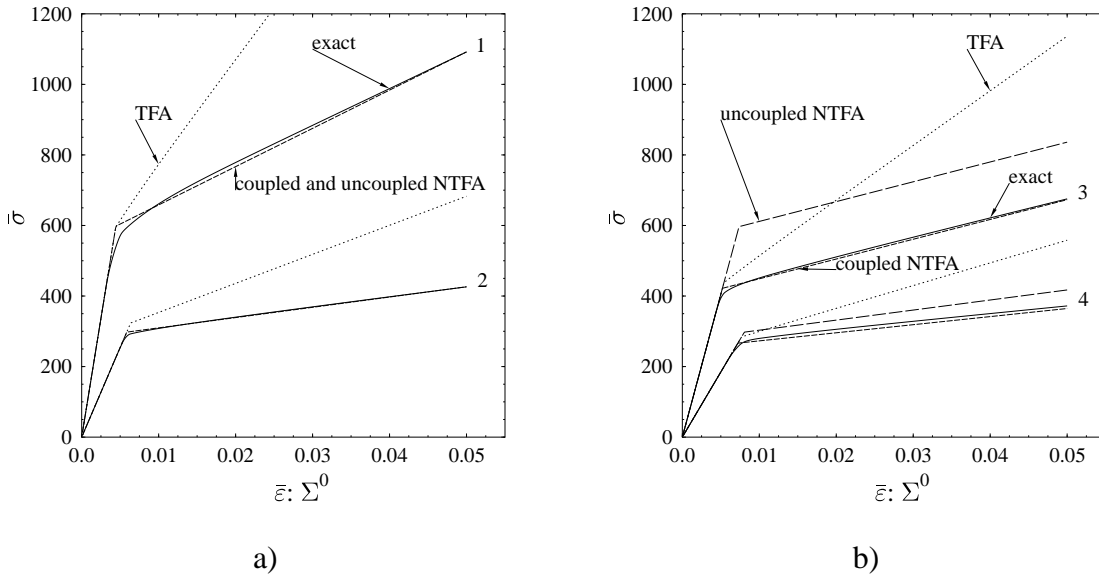 1200
1000
800
600
400
200
0
σ̄
exact
1
TFA
coupled and uncoupled NTFA
2
0.0 0.01 0.02 0.03 0.04 0.05
ε̄: Σ⁰
a)
1200
1000
800
600
400
200
0
σ̄
TFA
uncoupled NTFA
exact
3
coupled NTFA
4
0.0 0.01 0.02 0.03 0.04 0.05
ε̄: Σ⁰
b)